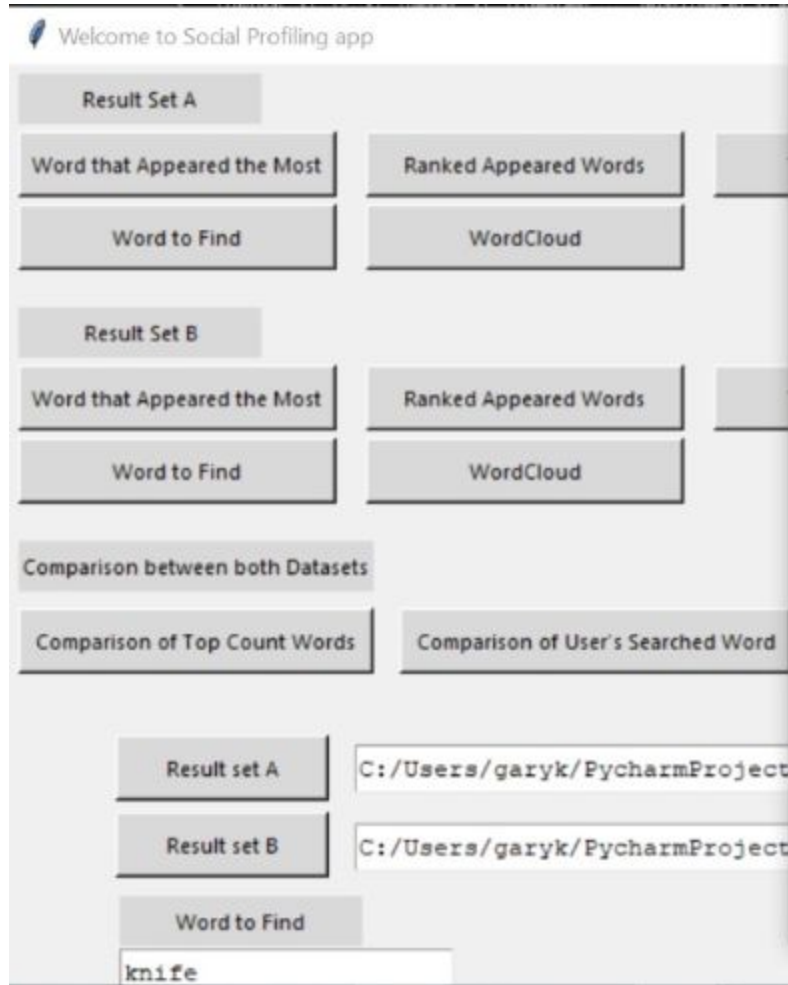 Welcome to Social Profiling app
Result Set A
Word that Appeared the Most
Ranked Appeared Words
Word to Find
WordCloud
Result Set B
Word that Appeared the Most
Ranked Appeared Words
Word to Find
WordCloud
Comparison between both Datasets
Comparison of Top Count Words
Comparison of User's Searched Word
Result set A
C:/Users/garyk/PycharmProject
Result set B
C:/Users/garyk/PycharmProject
Word to Find
knife